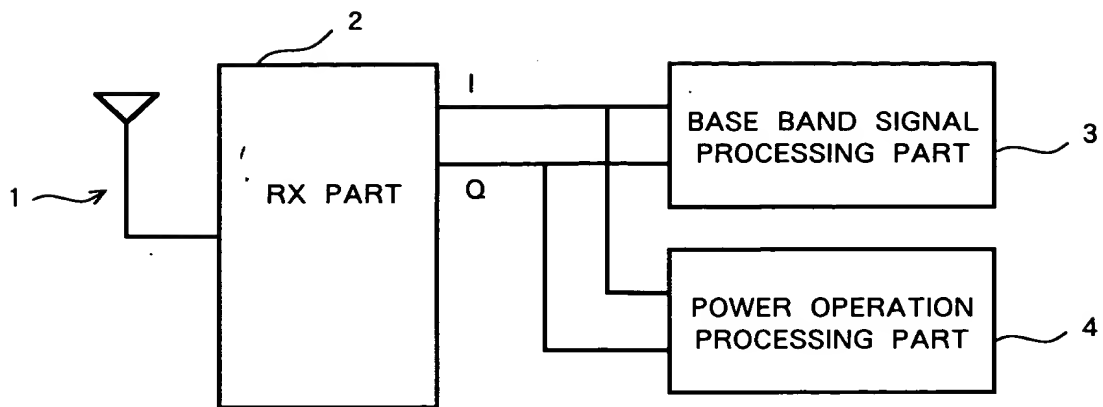 2
I
BASE BAND SIGNAL
PROCESSING PART
3
1
RX PART
Q
POWER OPERATION
PROCESSING PART
4